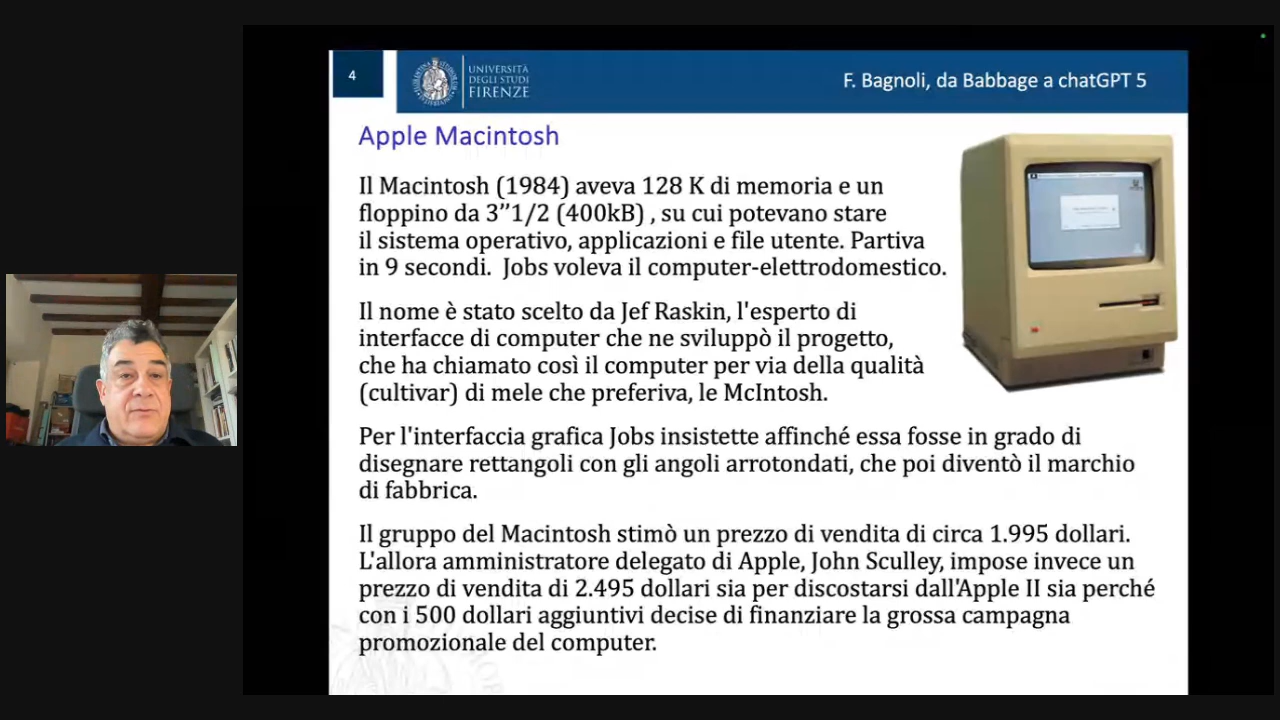 4
UNIVERSITÀ
DEGLI STUDI
FIRENZE
F. Bagnoli, da Babbage a chatGPT 5
Apple Macintosh
Il Macintosh (1984) aveva 128 K di memoria e un
floppino da 3’’1/2 (400kB) , su cui potevano stare
il sistema operativo, applicazioni e file utente. Partiva
in 9 secondi. Jobs voleva il computer-elettrodomestico.
Il nome è stato scelto da Jef Raskin, l'esperto di
interfacce di computer che ne sviluppò il progetto,
che ha chiamato così il computer per via della qualità
(cultivar) di mele che preferiva, le McIntosh.
Per l'interfaccia grafica Jobs insistette affinché essa fosse in grado di
disegnare rettangoli con gli angoli arrotondati, che poi diventò il marchio
di fabbrica.
Il gruppo del Macintosh stimò un prezzo di vendita di circa 1.995 dollari.
L'allora amministratore delegato di Apple, John Sculley, impose invece un
prezzo di vendita di 2.495 dollari sia per discostarsi dall'Apple II sia perché
con i 500 dollari aggiuntivi decise di finanziare la grossa campagna
promozionale del computer.